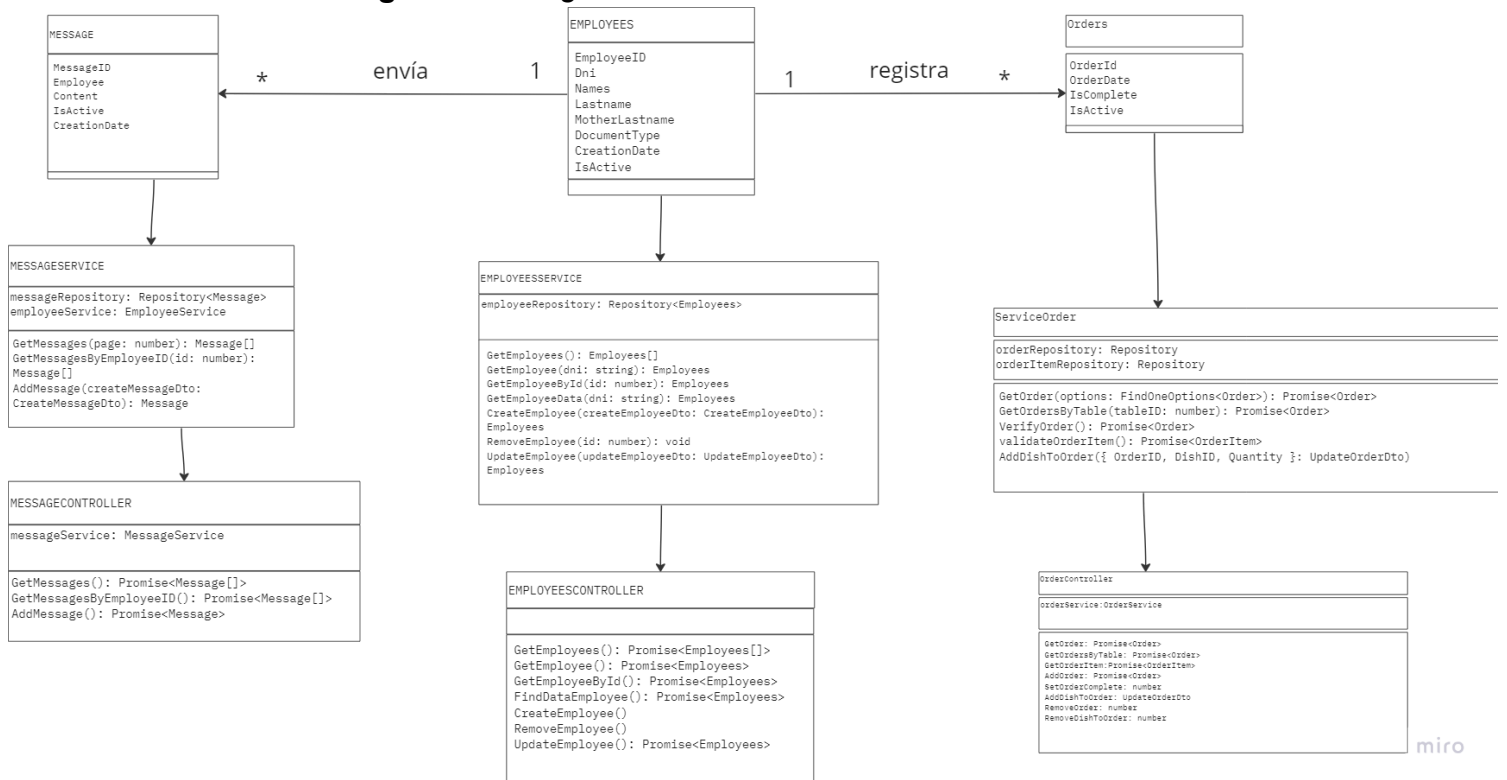 MESSAGE
MessageID
Employee
Content
IsActive
CreationDate
*
envía
1
EMPLOYEES
EmployeeID
Dni
Names
Lastname
MotherLastname
DocumentType
CreationDate
IsActive
1
registra
*
Orders
OrderId
OrderDate
IsComplete
IsActive
MESSAGESERVICE
messageRepository: Repository<Message>
employeeService: EmployeeService
GetMessages(page: number): Message[]
GetMessagesByEmployeeID(id: number):
Message[]
AddMessage(createMessageDto:
CreateMessageDto): Message
EMPLOYEESSERVICE
employeeRepository: Repository<Employees>
GetEmployees(): Employees[]
GetEmployee(dni: string): Employees
GetEmployeeById(id: number): Employees
GetEmployeeData(dni: string): Employees
CreateEmployee(createEmployeeDto: CreateEmployeeDto):
Employees
RemoveEmployee(id: number): void
UpdateEmployee(updateEmployeeDto: UpdateEmployeeDto):
Employees
ServiceOrder
orderRepository: Repository
orderItemRepository: Repository
GetOrder(options: FindOneOptions<Order>): Promise<Order>
GetOrdersByTable(tableID: number): Promise<Order>
VerifyOrder(): Promise<Order>
validateOrderItem(): Promise<OrderItem>
AddDishToOrder({ OrderID, DishID, Quantity }: UpdateOrderDto)
MESSAGECONTROLLER
messageService: MessageService
GetMessages(): Promise<Message[]>
GetMessagesByEmployeeID(): Promise<Message[]>
AddMessage(): Promise<Message>
EMPLOYEESCONTROLLER
GetEmployees(): Promise<Employees[]>
GetEmployee(): Promise<Employees>
GetEmployeeById(): Promise<Employees>
FindDataEmployee(): Promise<Employees>
CreateEmployee()
RemoveEmployee()
UpdateEmployee(): Promise<Employees>
OrderController
orderService:OrderService
GetOrder: Promise<Order>
GetOrdersByTable: Promise<Order>
GetOrderItem:Promise<OrderItem>
AddOrder: Promise<Order>
SetOrderComplete: number
AddDishToOrder: UpdateOrderDto
RemoveOrder: number
RemoveDishToOrder: number
miro